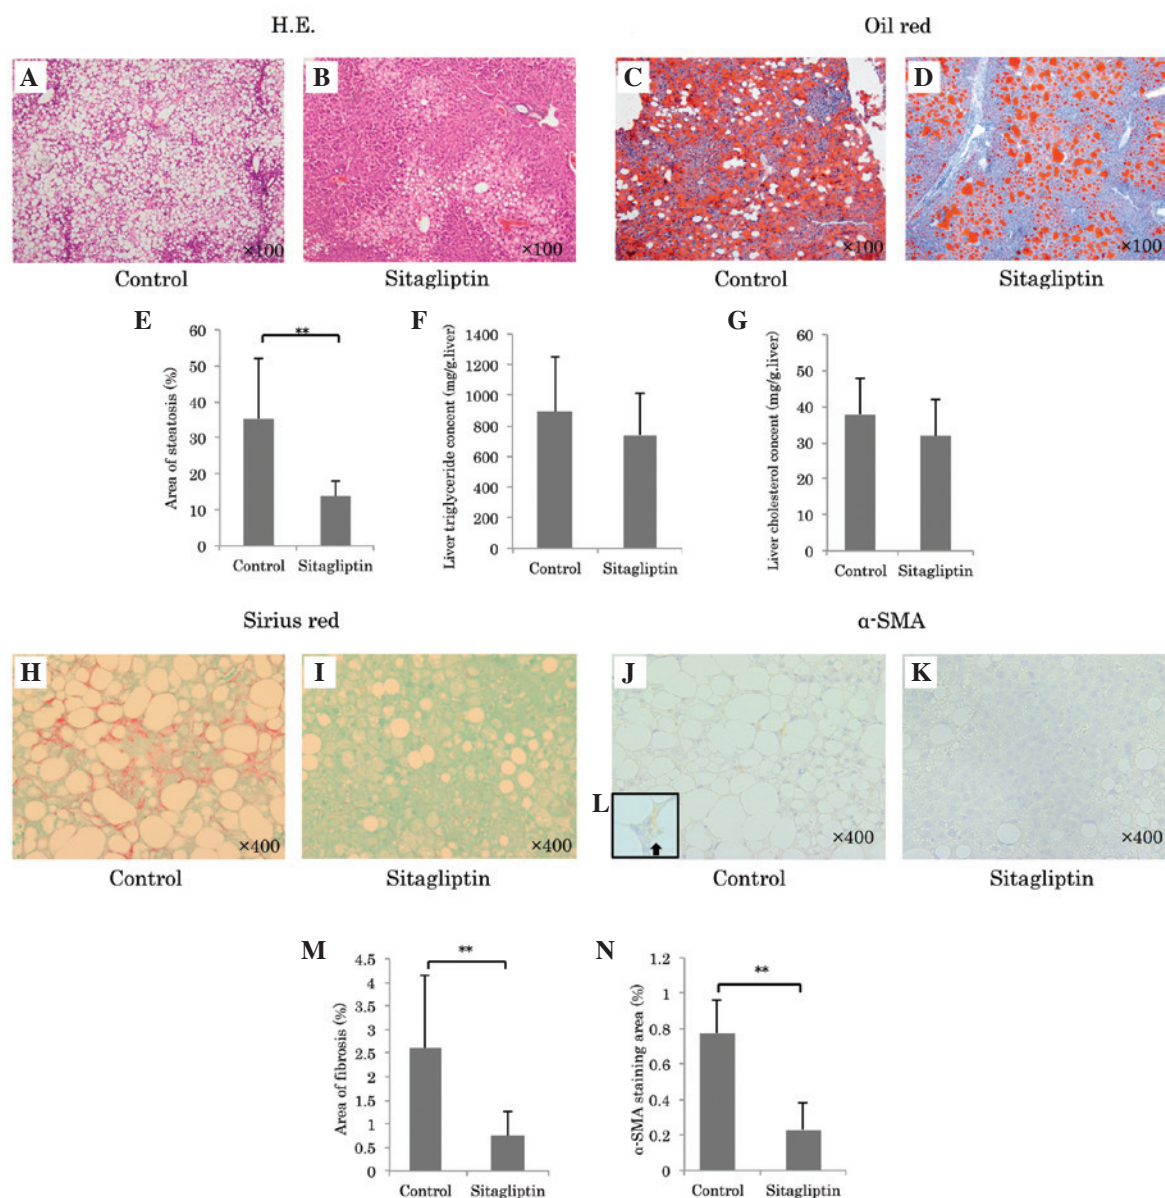 H.E.
Oil red
A
B
C
D
×100
×100
×100
×100
Control
Sitagliptin
Control
Sitagliptin
E
Area of steatosis (%)
60
50
40
30
20
10
0
**
Control
Sitagliptin
F
Liver triglyceride concent (mg/g.liver)
1400
1200
1000
800
600
400
200
0
Control
Sitagliptin
G
Liver cholesterol concent (mg/g.liver)
60
50
40
30
20
10
0
Control
Sitagliptin
Sirius red
α-SMA
H
I
J
K
L
×400
×400
×400
×400
Control
Sitagliptin
Control
Sitagliptin
M
Area of fibrosis (%)
4.5
4
3
2.5
2
1.5
1
0
**
Control
Sitagliptin
N
α-SMA staining area (%)
1.2
1
0.8
0.6
0.4
0.2
0
**
Control
Sitagliptin